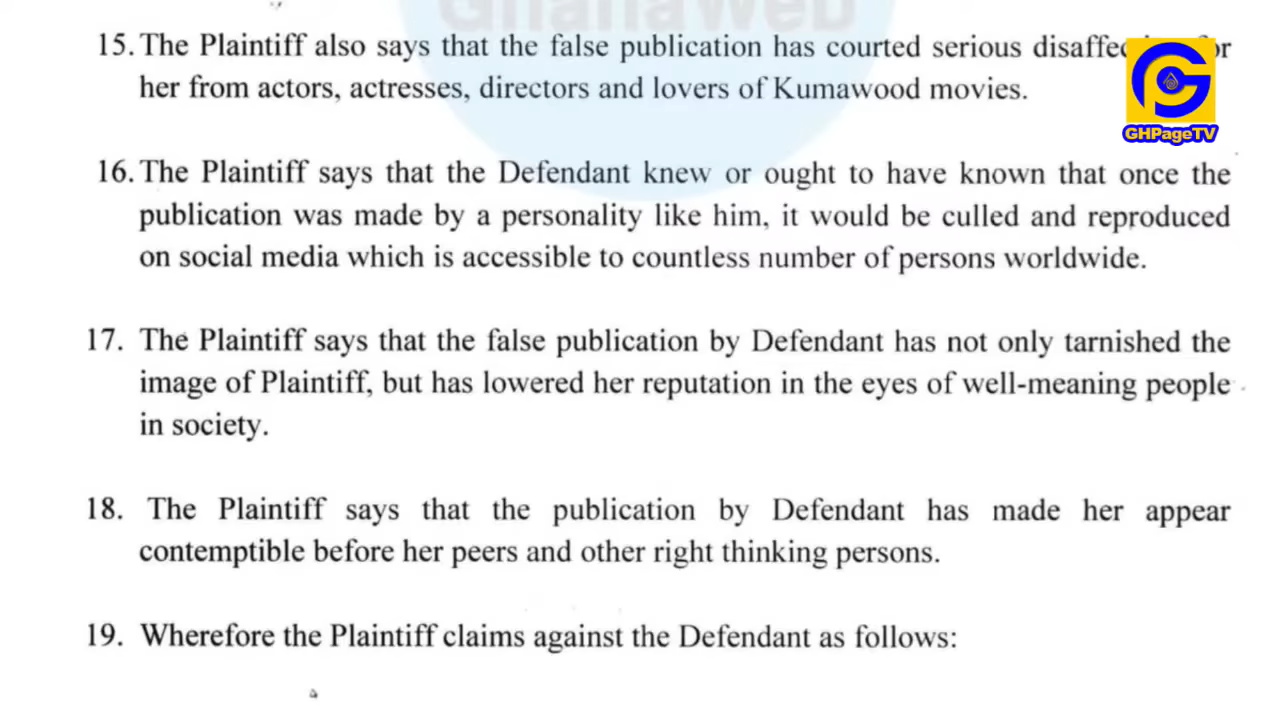 GhanaWeb
15. The Plaintiff also says that the false publication has courted serious
her from actors, actresses, directors and lovers of Kumawood movies.
GHPageTV
16. The Plaintiff says that the Defendant knew or ought to have known that once the
publication was made by a personality like him, it would be culled and reproduced
on social media which is accessible to countless number of persons worldwide.
17. The Plaintiff says that the false publication by Defendant has not only tarnished the
image of Plaintiff, but has lowered her reputation in the eyes of well-meaning people
in society.
18. The Plaintiff says that the publication by Defendant has made her appear
contemptible before her peers and other right thinking persons.
19. Wherefore the Plaintiff claims against the Defendant as follows: